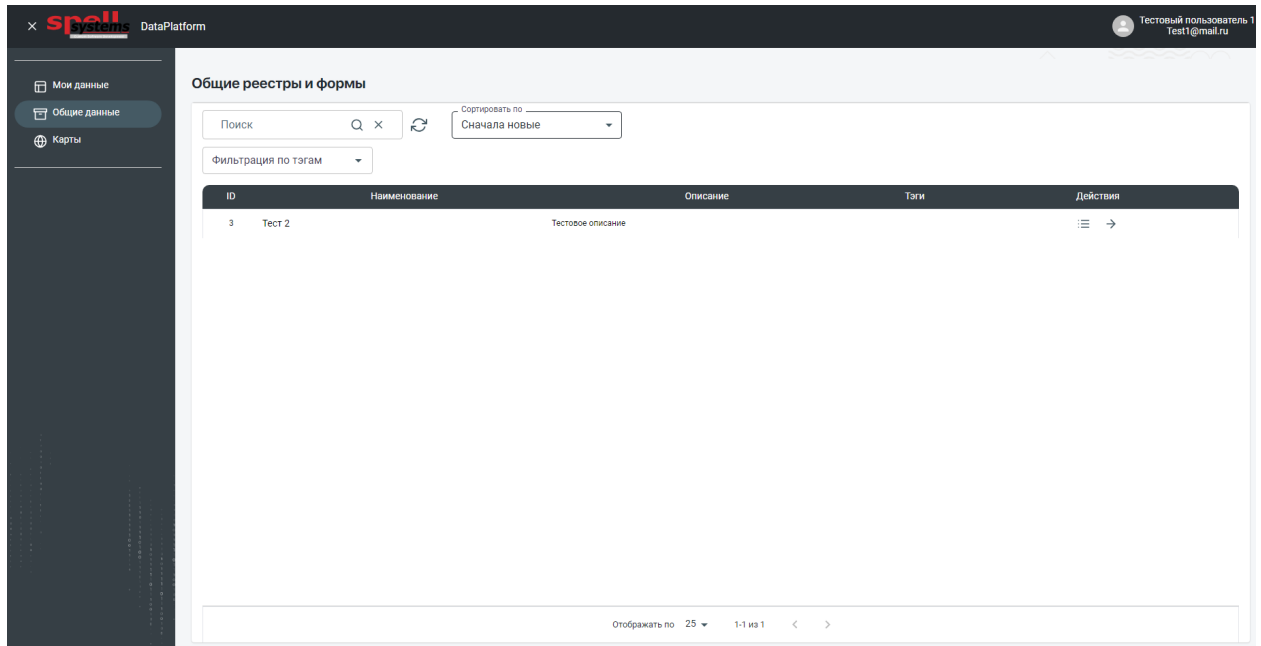 spell systems DataPlatform
Тестовый пользователь 1
Test1@mail.ru
Мои данные
Общие данные
Карты
Общие реестры и формы
Поиск
Сортировать по
Сначала новые
Фильтрация по тэгам
ID Наименование Описание Тэги Действия
3 Тест 2 Тестовое описание
Отображать по 25 1-1 из 1